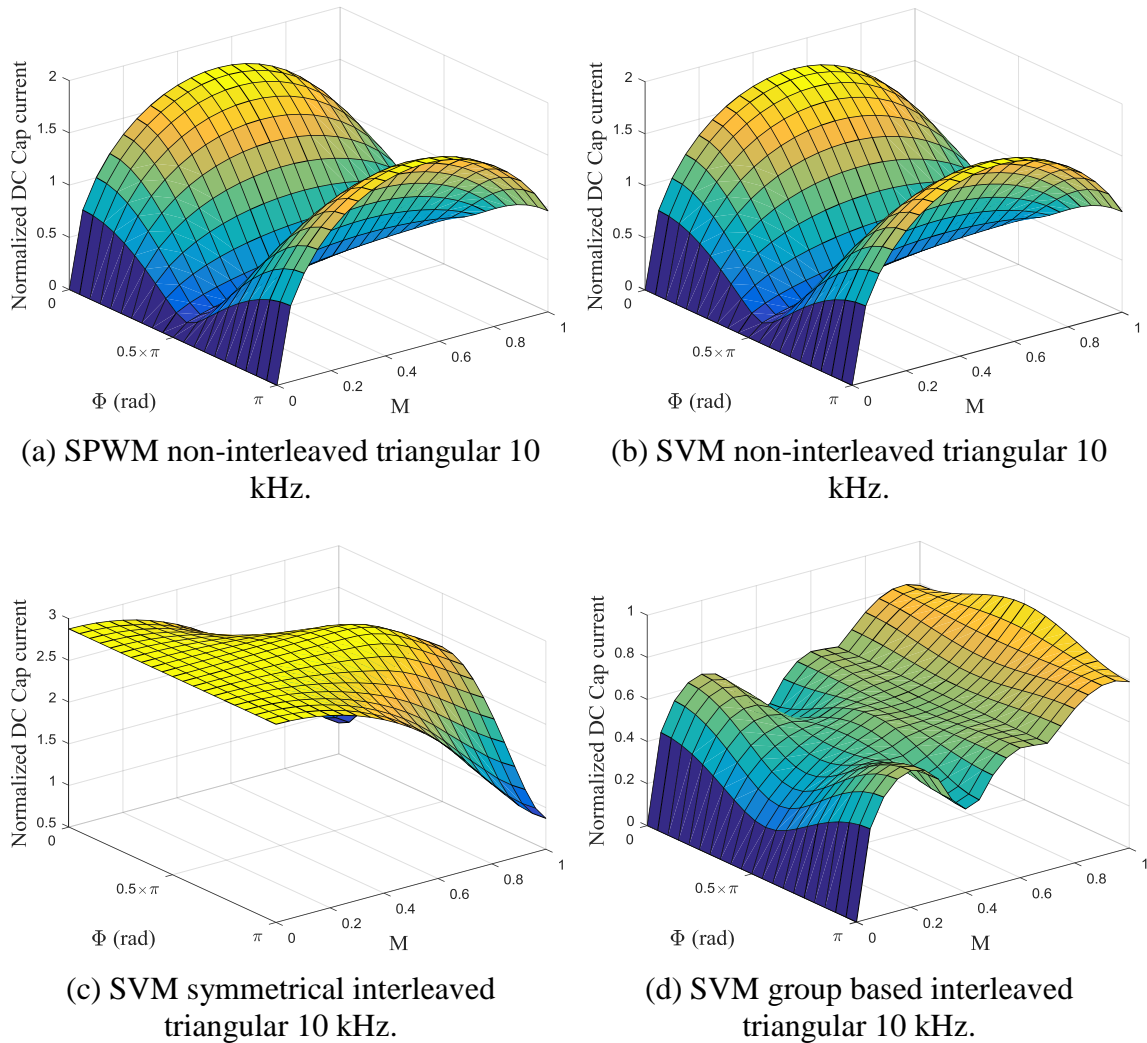 Normalized DC Cap current
2
1.5
1
0.5
0
0
0.5×π
π
Φ (rad)
0
0.2
0.4
0.6
0.8
1
M
(a) SPWM non-interleaved triangular 10
kHz.
Normalized DC Cap current
2
1.5
1
0.5
0
0
0.5×π
π
Φ (rad)
0
0.2
0.4
0.6
0.8
1
M
(b) SVM non-interleaved triangular 10
kHz.
Normalized DC Cap current
3
2.5
2
1.5
1
0.5
0
0.5×π
π
Φ (rad)
0
0.2
0.4
0.6
0.8
1
M
(c) SVM symmetrical interleaved
triangular 10 kHz.
Normalized DC Cap current
1
0.8
0.6
0.4
0.2
0
0
0.5×π
π
Φ (rad)
0
0.2
0.4
0.6
0.8
1
M
(d) SVM group based interleaved
triangular 10 kHz.